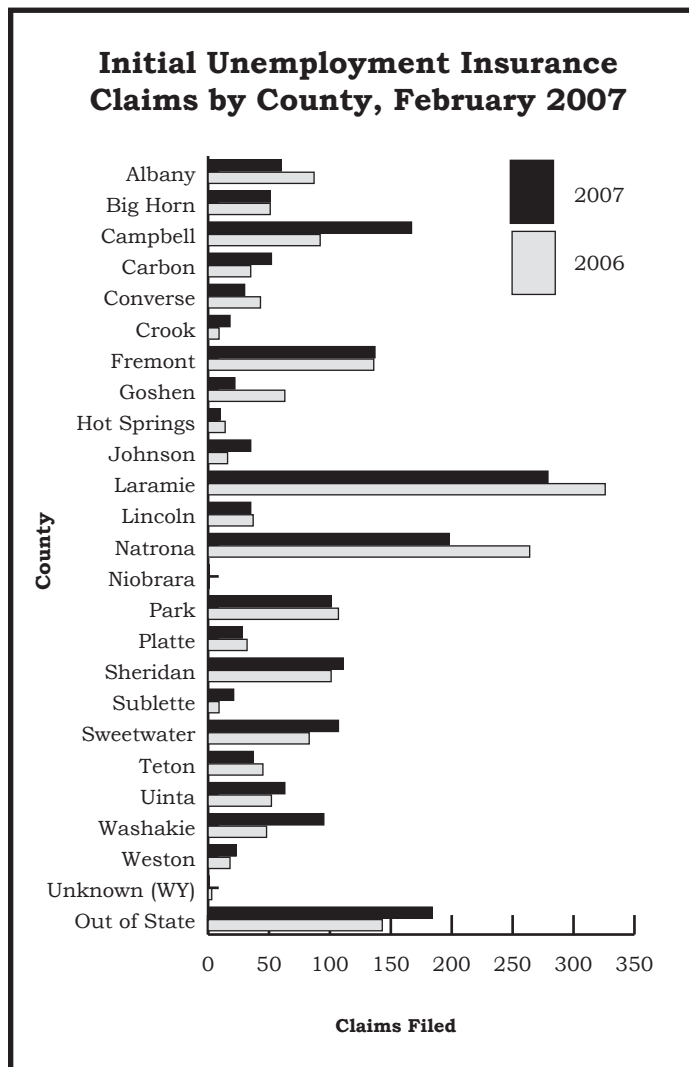 Initial Unemployment Insurance
Claims by County, February 2007
2007
2006
County
Albany
Big Horn
Campbell
Carbon
Converse
Crook
Fremont
Goshen
Hot Springs
Johnson
Laramie
Lincoln
Natrona
Niobrara
Park
Platte
Sheridan
Sublette
Sweetwater
Teton
Uinta
Washakie
Weston
Unknown (WY)
Out of State
0 50 100 150 200 250 300 350
Claims Filed